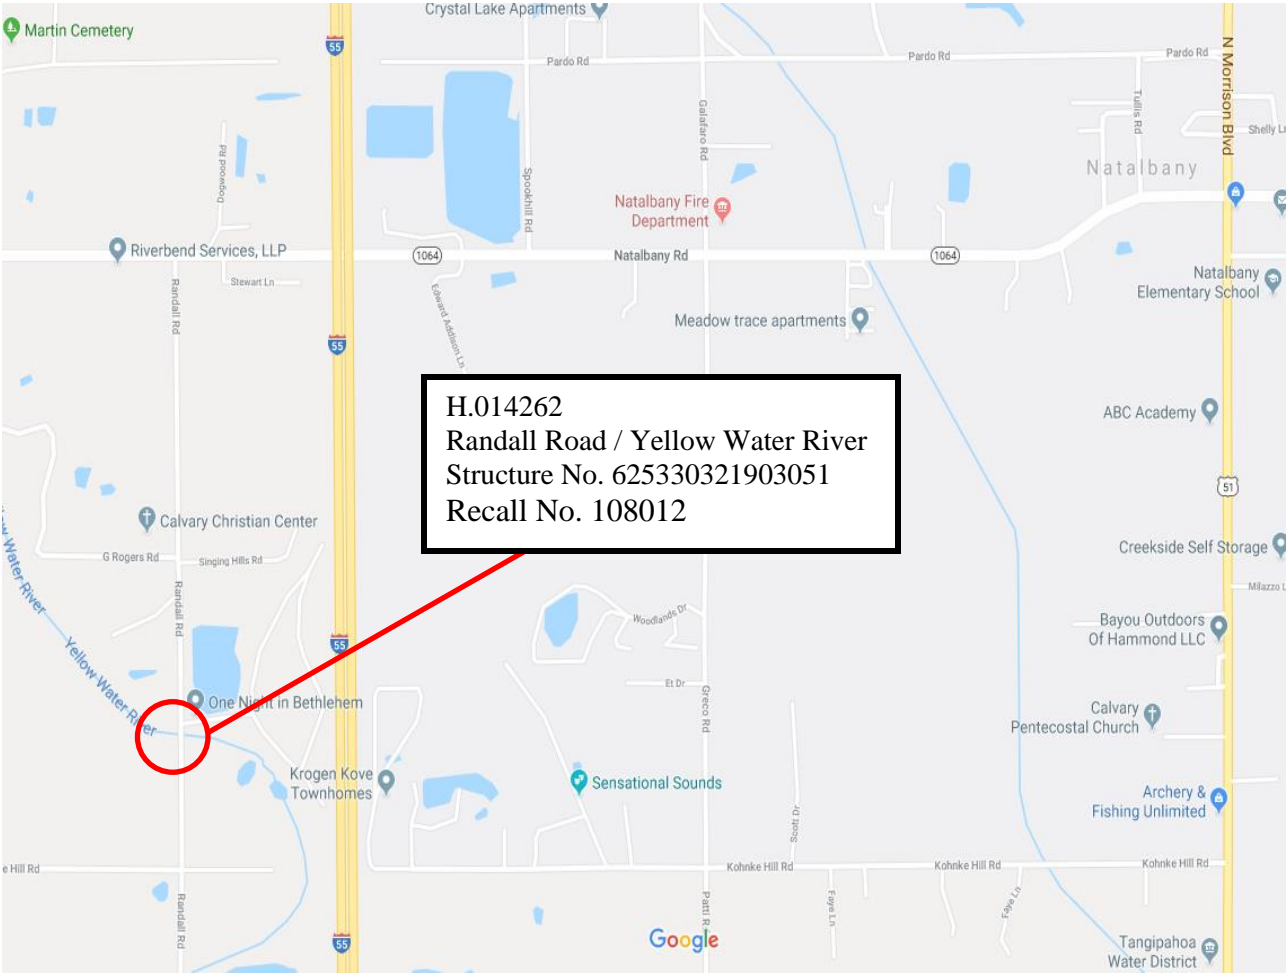 Crystal Lake Apartments
Martin Cemetery
55
Pardo Rd
Pardo Rd
Pardo Rd
N Morrison Blvd
Tullis Rd
Galafaro Rd
Shelly
Dogwood Rd
Spookhill Rd
Natalbany
Natalbany Fire
Department
Riverbend Services, LLP
1064
Natalbany Rd
1064
Stewart Ln
Randall Rd
Edward Addison Ln
Natalbany
Elementary School
Meadow trace apartments
55
H.014262
Randall Road / Yellow Water River
Structure No. 625330321903051
Recall No. 108012
ABC Academy
51
Calvary Christian Center
G Rogers Rd
Singing Hills Rd
Creekside Self Storage
Milazzo
Yellow Water River
Yellow Water River
Randall Rd
Woodlands Dr
Bayou Outdoors
Of Hammond LLC
55
Et Dr
Greco Rd
One Night in Bethlehem
Calvary
Pentecostal Church
Krogen Kove
Townhomes
Sensational Sounds
Scott Dr
Archery &
Fishing Unlimited
e Hill Rd
Kohnke Hill Rd
Kohnke Hill Rd
Kohnke Hill Rd
Randall Rd
Patti R
Faye Ln
Faye Ln
55
Google
Tangipahoa
Water District